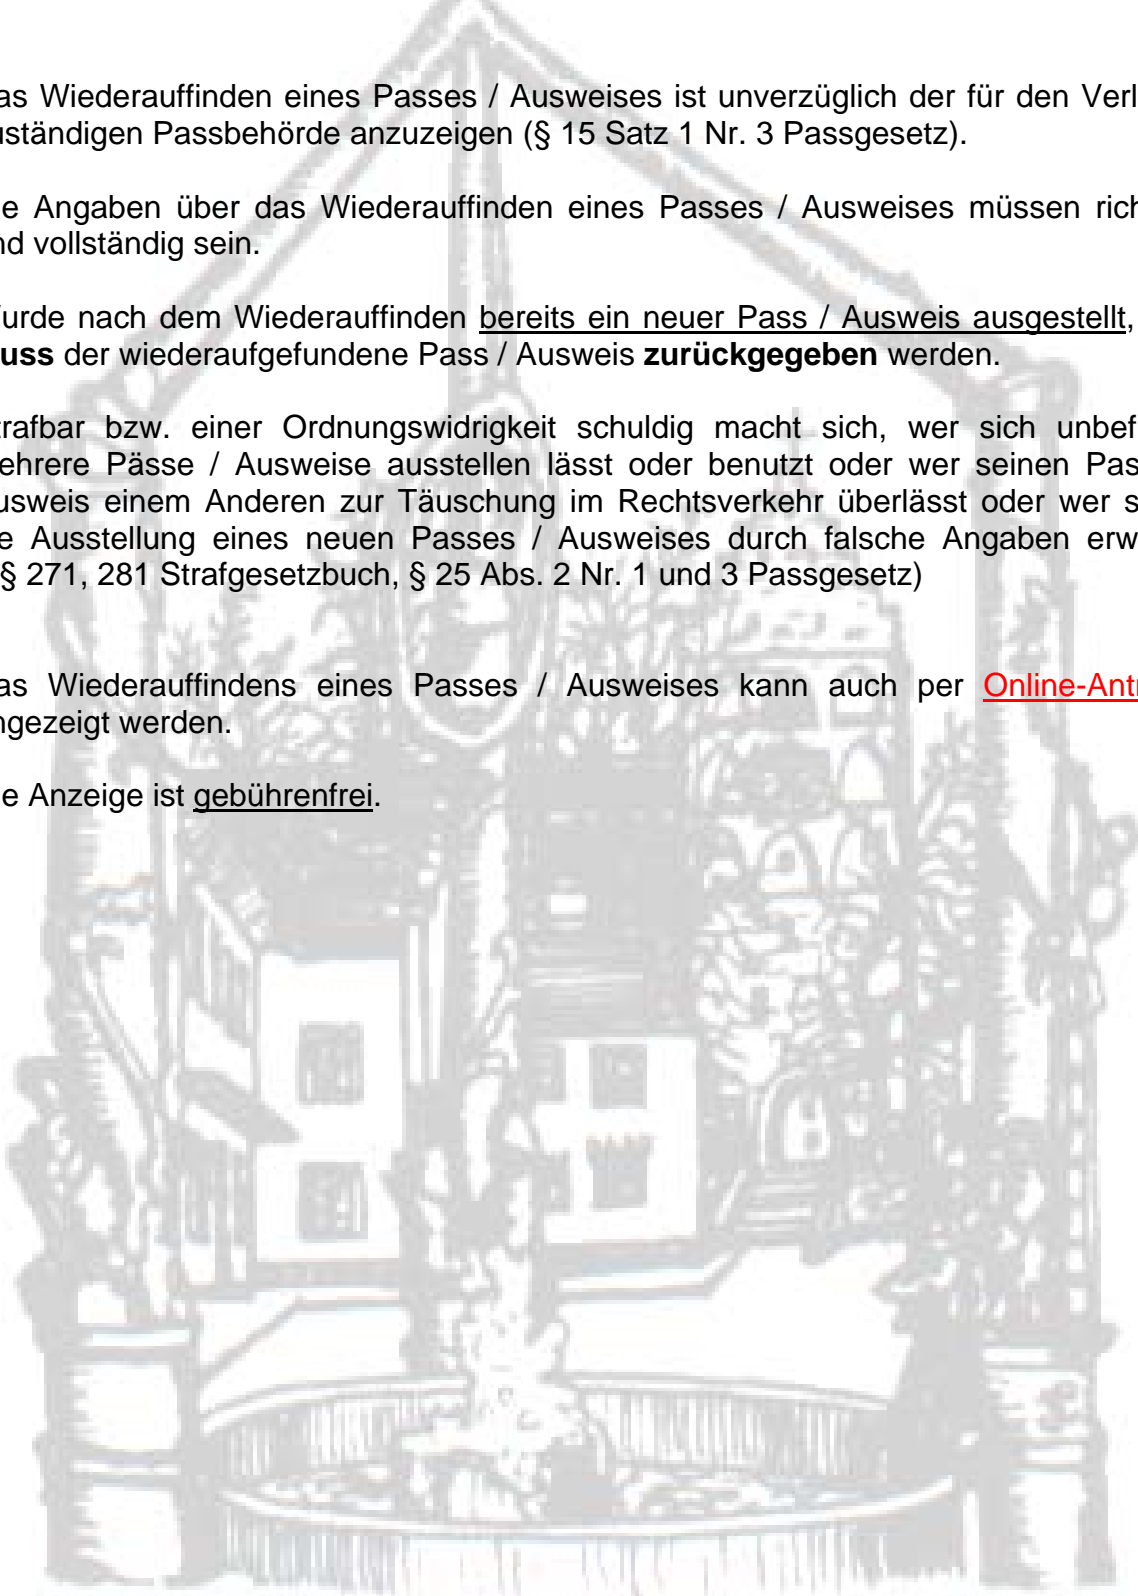 as Wiederauffinden eines Passes / Ausweises ist unverzüglich der für den Verl
uständigen Passbehörde anzuzeigen (§ 15 Satz 1 Nr. 3 Passgesetz).
e Angaben über das Wiederauffinden eines Passes / Ausweises müssen rich
nd vollständig sein.
urde nach dem Wiederauffinden bereits ein neuer Pass / Ausweis ausgestellt,
uss der wiederaufgefundene Pass / Ausweis zurückgegeben werden.
rafbar bzw. einer Ordnungswidrigkeit schuldig macht sich, wer sich unbef
ehrere Pässe / Ausweise ausstellen lässt oder benutzt oder wer seinen Pas
usweis einem Anderen zur Täuschung im Rechtsverkehr überlässt oder wer s
e Ausstellung eines neuen Passes / Ausweises durch falsche Angaben erw
§ 271, 281 Strafgesetzbuch, § 25 Abs. 2 Nr. 1 und 3 Passgesetz)
as Wiederauffindens eines Passes / Ausweises kann auch per Online-Antr
ngezeigt werden.
e Anzeige ist gebührenfrei.